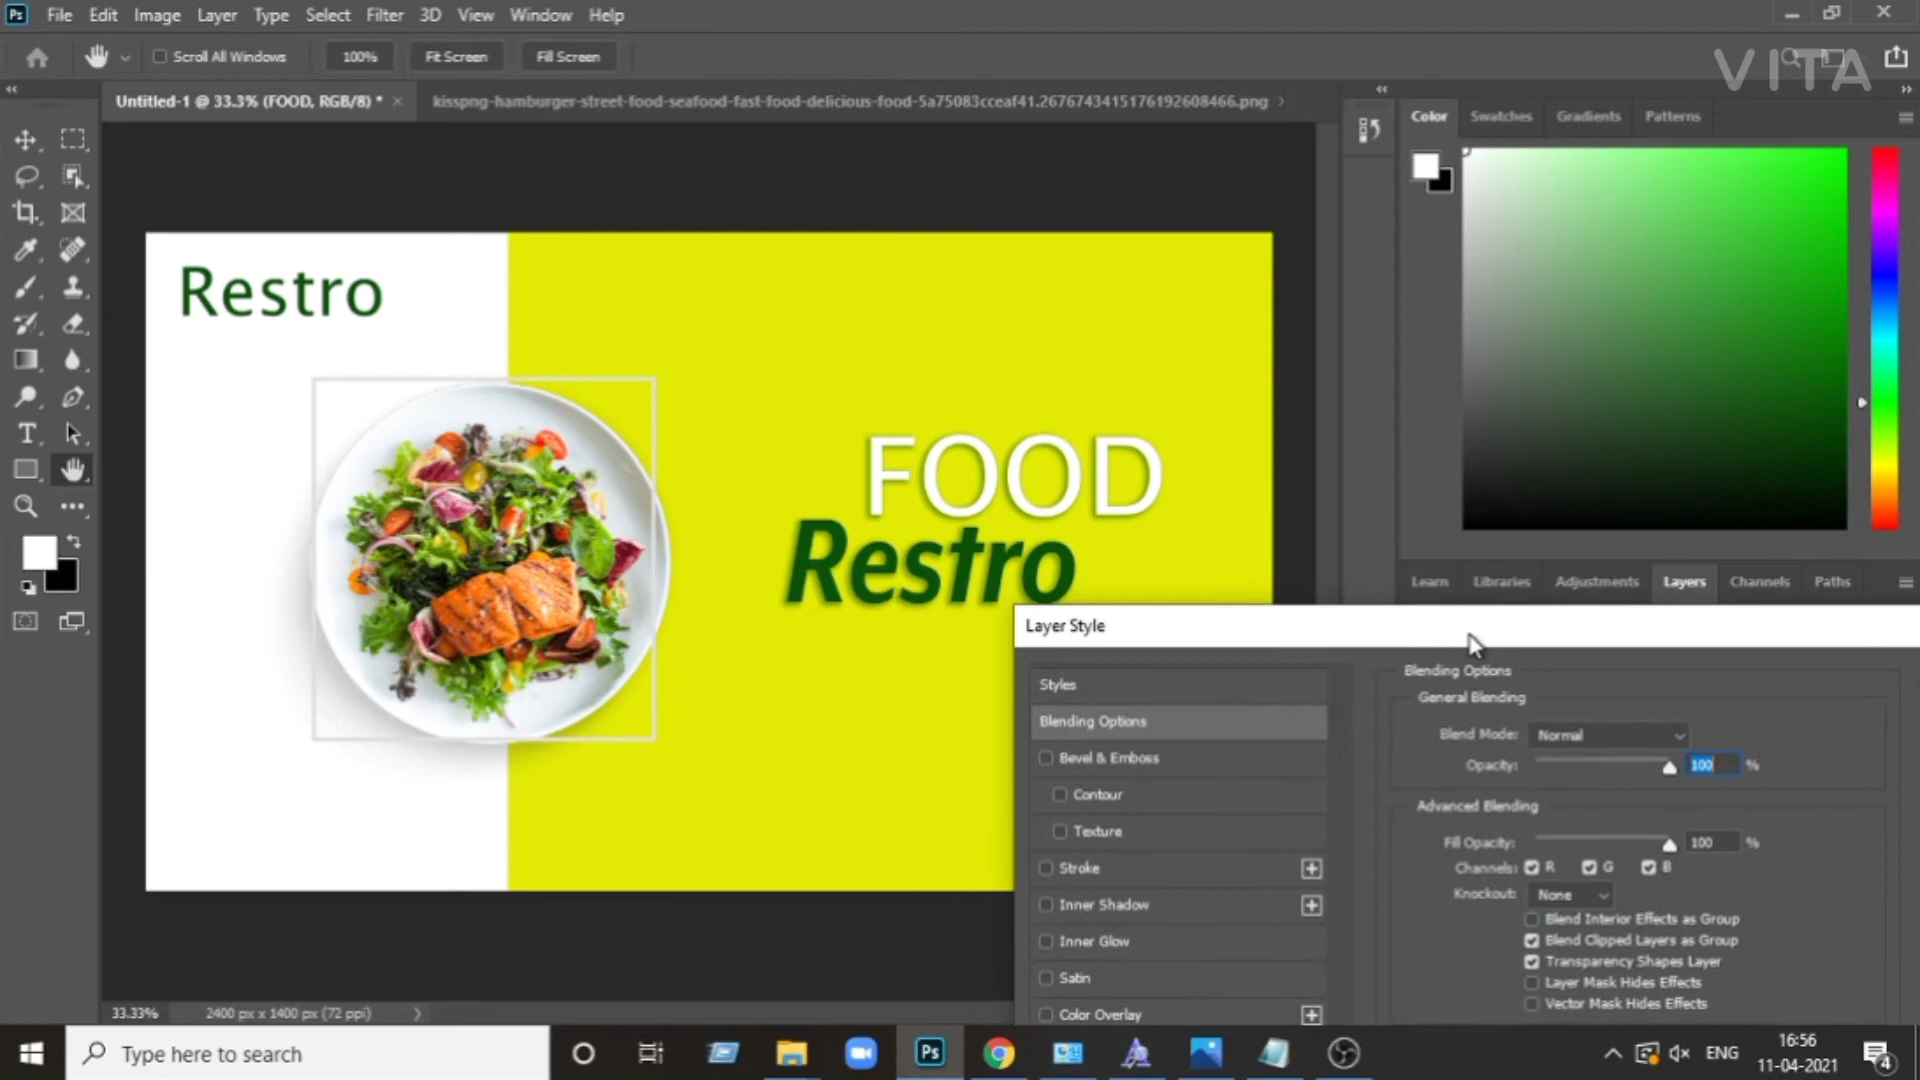 Ps File Edit Image Layer Type Select Filter 3D View Window Help
Scroll All Windows 100% Fit Screen Fill Screen
VITA
Untitled-1 @ 33.3% (FOOD, RGB/8) * × kisspng-hamburger-street-food-seafood-fast-food-delicious-food-5a75083cceaf41.2676743415176192608466.png
Color Swatches Gradients Patterns
Restro
FOOD
Restro
Learn Libraries Adjustments Layers Channels Paths
Layer Style
Styles
Blending Options
Bevel & Emboss
Contour
Texture
Stroke
Inner Shadow
Inner Glow
Satin
Color Overlay
Blending Options
General Blending
Blend Mode: Normal
Opacity: 100 %
Advanced Blending
Fill Opacity: 100 %
Channels: R G B
Knockout: None
Blend Interior Effects as Group
Blend Clipped Layers as Group
Transparency Shapes Layer
Layer Mask Hides Effects
Vector Mask Hides Effects
33.33% 2400 px x 1400 px (72 ppi)
Type here to search
Ps
ENG
16:56
11-04-2021
4